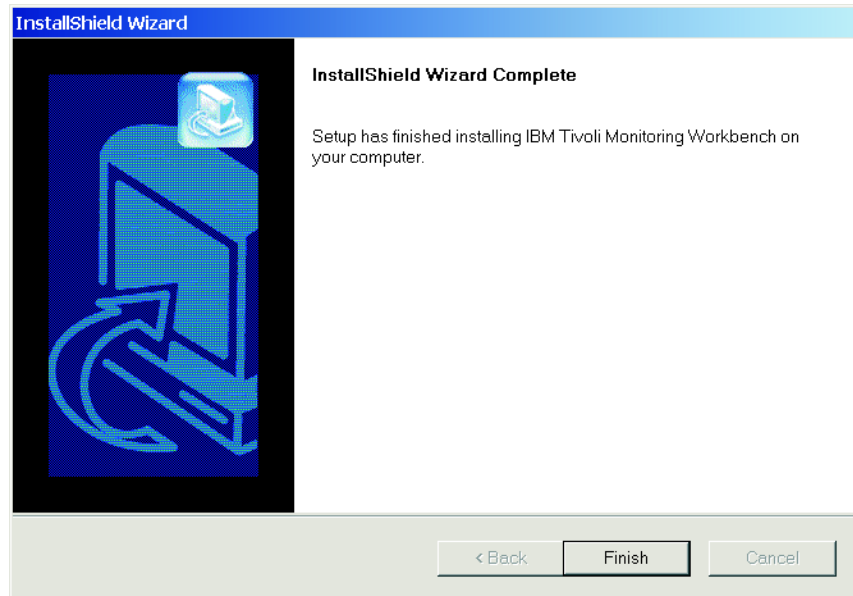 InstallShield Wizard
InstallShield Wizard Complete
Setup has finished installing IBM Tivoli Monitoring Workbench on
your computer.
< Back
Finish
Cancel